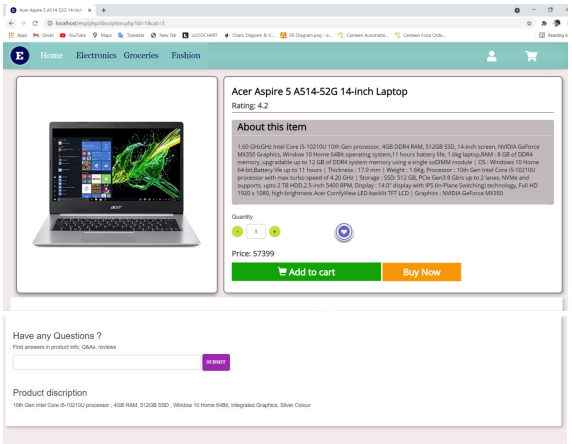 Acer Aspire 5 A514-52G 14-inch
localhost/esp/php/discription.php?id=1&cat=3
Apps Gmail YouTube Maps Translate New Tab LUCIDCHART Chart, Diagram & V... ER-Diagram.png - d... Canteen Automatio... Canteen Food Orde... Reading li
E Home Electronics Groceries Fashion
Acer Aspire 5 A514-52G 14-inch Laptop
Rating: 4.2
About this item
1.60 GHzGHz Intel Core i5-10210U 10th Gen processor, 4GB DDR4 RAM, 512GB SSD, 14-inch screen, NVIDIA GeForce
MX350 Graphics, Window 10 Home 64Bit operating system,11 hours battery life, 1.6kg laptop,RAM : 8 GB of DDR4
memory, upgradable up to 12 GB of DDR4 system memory using a single soDIMM module | OS : Windows 10 Home
64-bit,Battery life up to 11 hours | Thickness : 17.9 mm | Weight : 1.6Kg, Processor : 10th Gen Intel Core i5-10210U
processor with max turbo speed of 4.20 GHz | Storage : SSD: 512 GB, PCIe Gen3 8 Gb/s up to 2 lanes, NVMe and
supports, upto 2 TB HDD,2.5-inch 5400 RPM, Display : 14.0" display with IPS (In-Plane Switching) technology, Full HD
1920 x 1080, high-brightness Acer ComfyView LED-backlit TFT LCD | Graphics : NVIDIA GeForce MX350
Quantity
- 1 +
Price: 57399
Add to cart Buy Now
acer
Have any Questions ?
Find answers in product info, Q&As, reviews
SUBMIT
Product discription
10th Gen Intel Core i5-10210U processor , 4GB RAM, 512GB SSD , Window 10 Home 64Bit, Integrated Graphics, Silver Colour